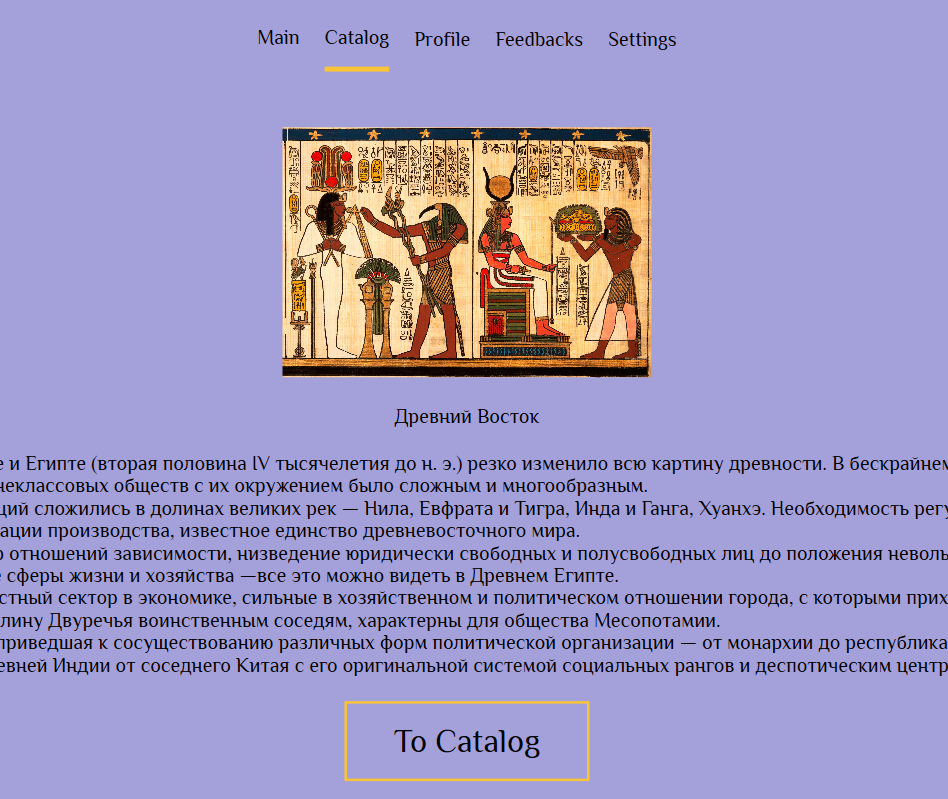 Main Catalog Profile Feedbacks Settings
Древний Восток
е и Египте (вторая половина IV тысячелетия до н. э.) резко изменило всю картину древности. В бескрайнем
неклассовых обществ с их окружением было сложным и многообразным.
ций сложились в долинах великих рек — Нила, Евфрата и Тигра, Инда и Ганга, Хуанхэ. Необходимость регу
ации производства, известное единство древневосточного мира.
р отношений зависимости, низведение юридически свободных и полусвободных лиц до положения неволь
е сферы жизни и хозяйства —все это можно видеть в Древнем Египте.
стный сектор в экономике, сильные в хозяйственном и политическом отношении города, с которыми прих
лину Двуречья воинственным соседям, характерны для общества Месопотамии.
приведшая к сосуществованию различных форм политической организации — от монархии до республика
евней Индии от соседнего Китая с его оригинальной системой социальных рангов и деспотическим центр
To Catalog